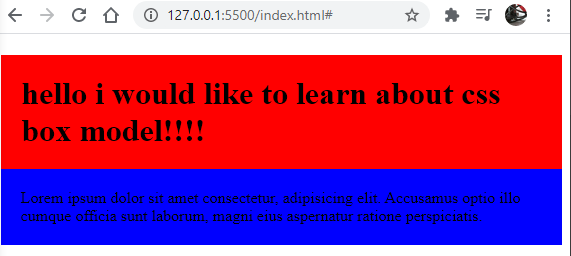 127.0.0.1:5500/index.html#
hello i would like to learn about css
box model!!!!
Lorem ipsum dolor sit amet consectetur, adipisicing elit. Accusamus optio illo
cumque officia sunt laborum, magni eius aspernatur ratione perspiciatis.